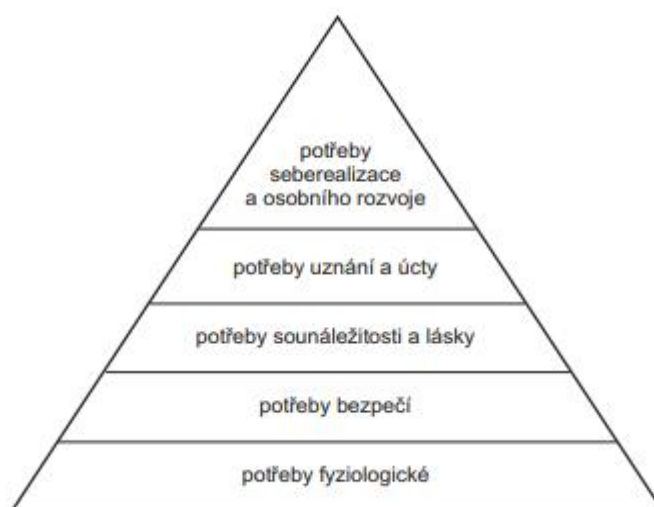 potřeby
seberealizace
a osobního rozvoje
potřeby uznání a úcty
potřeby sounáležitosti a lásky
potřeby bezpečí
potřeby fyziologické